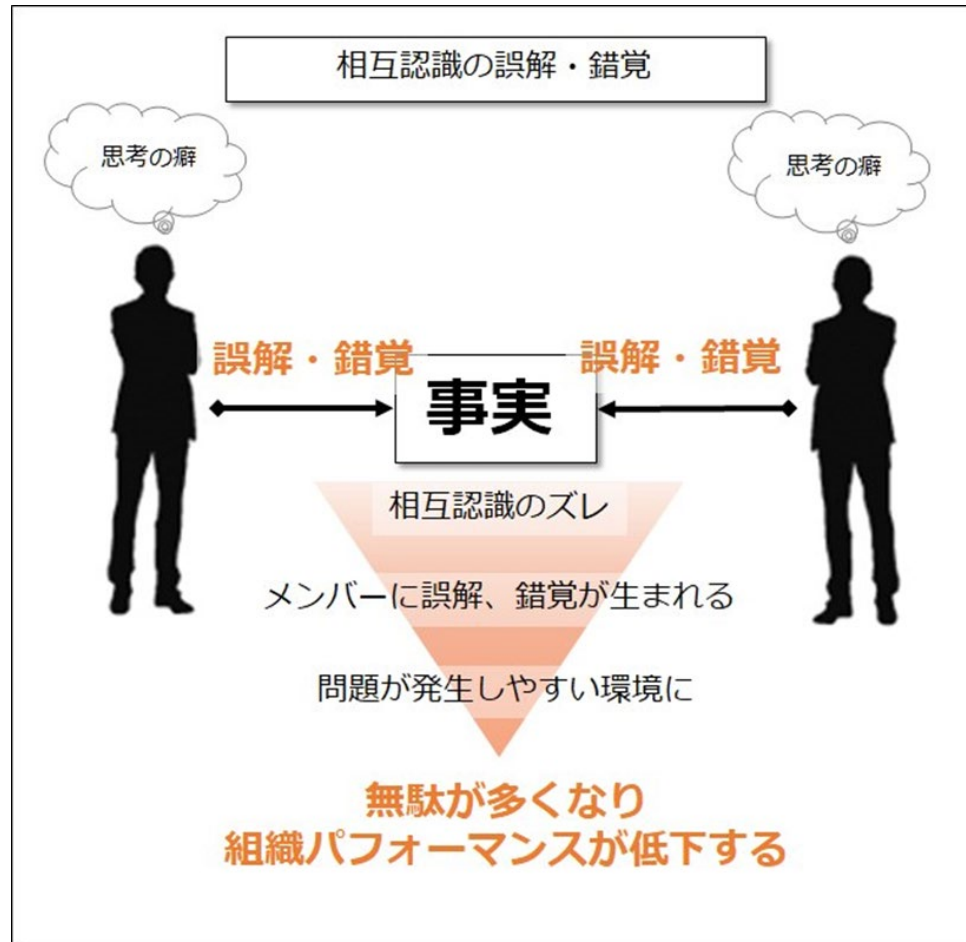 相互認識の誤解・錯覚
思考の癖
思考の癖
誤解・錯覚
誤解・錯覚
事実
相互認識のズレ
メンバーに誤解、錯覚が生まれる
問題が発生しやすい環境に
無駄が多くなり
組織パフォーマンスが低下する